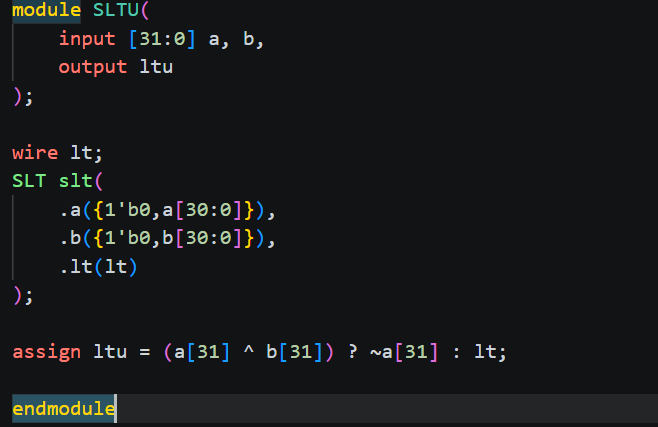 module SLTU(
    input [31:0] a, b,
    output ltu
);

wire lt;
SLT slt(
    .a({1'b0,a[30:0]}),
    .b({1'b0,b[30:0]}),
    .lt(lt)
);

assign ltu = (a[31] ^ b[31]) ? ~a[31] : lt;

endmodule